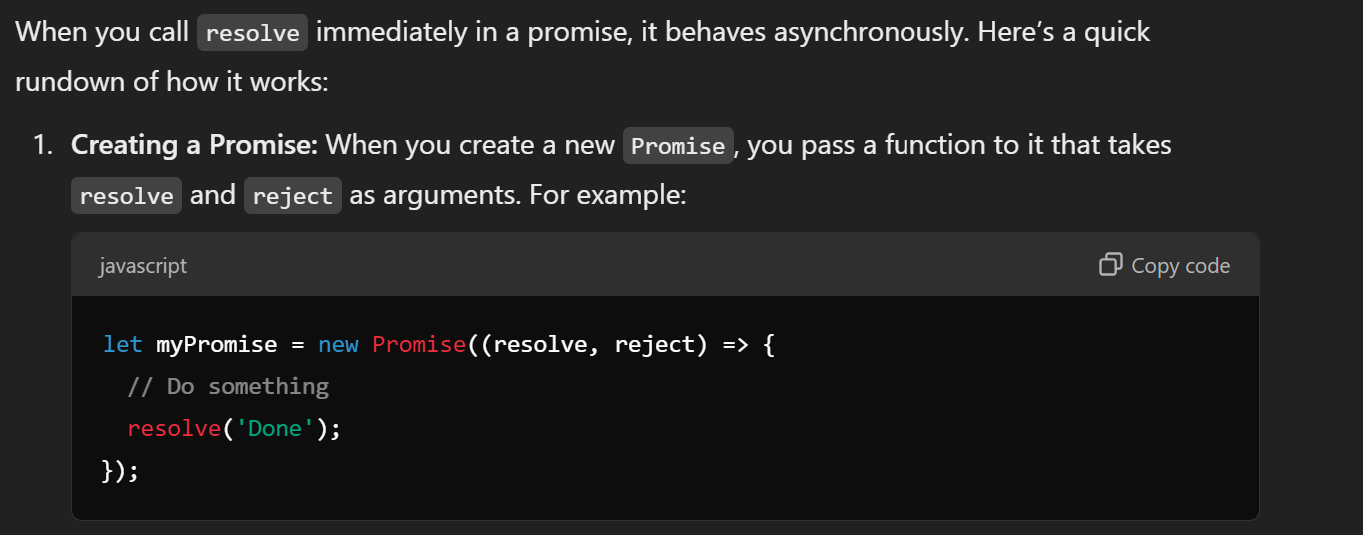 When you call resolve immediately in a promise, it behaves asynchronously. Here’s a quick
rundown of how it works:
1. Creating a Promise: When you create a new Promise, you pass a function to it that takes
resolve and reject as arguments. For example:
javascript Copy code
let myPromise = new Promise((resolve, reject) => {
  // Do something
  resolve('Done');
});